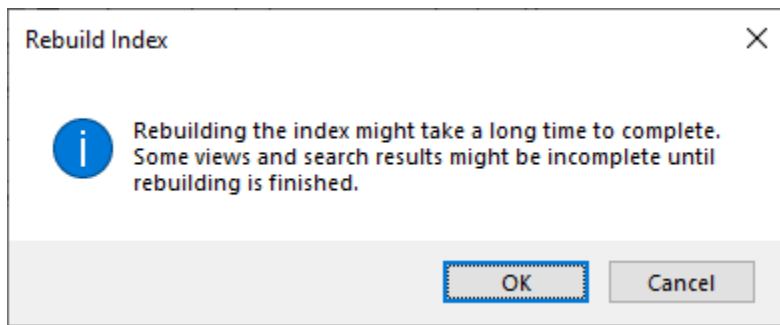 Rebuild Index
Rebuilding the index might take a long time to complete.
Some views and search results might be incomplete until
rebuilding is finished.
OK
Cancel